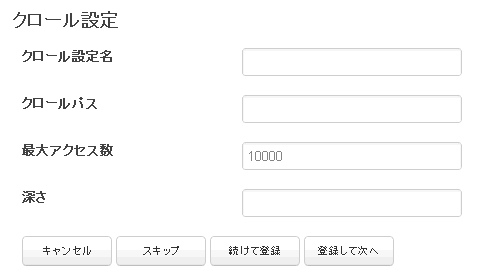 クロール設定
クロール設定名
クロールパス
最大アクセス数
10000
深さ
キャンセル スキップ 続けて登録 登録して次へ